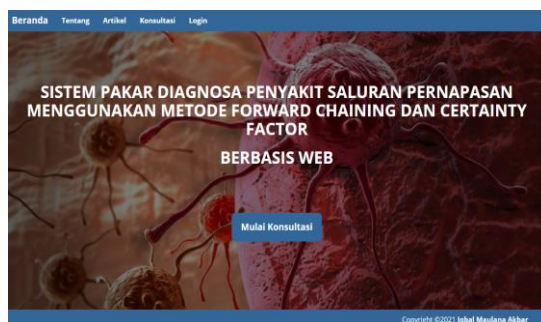 Beranda Tentang Artikel Konsultasi Login
SISTEM PAKAR DIAGNOSA PENYAKIT SALURAN PERNAPASAN
MENGGUNAKAN METODE FORWARD CHAINING DAN CERTAINTY
FACTOR
BERBASIS WEB
Mulai Konsultasi
Copyright ©2021 Iqbal Maulana Akbar